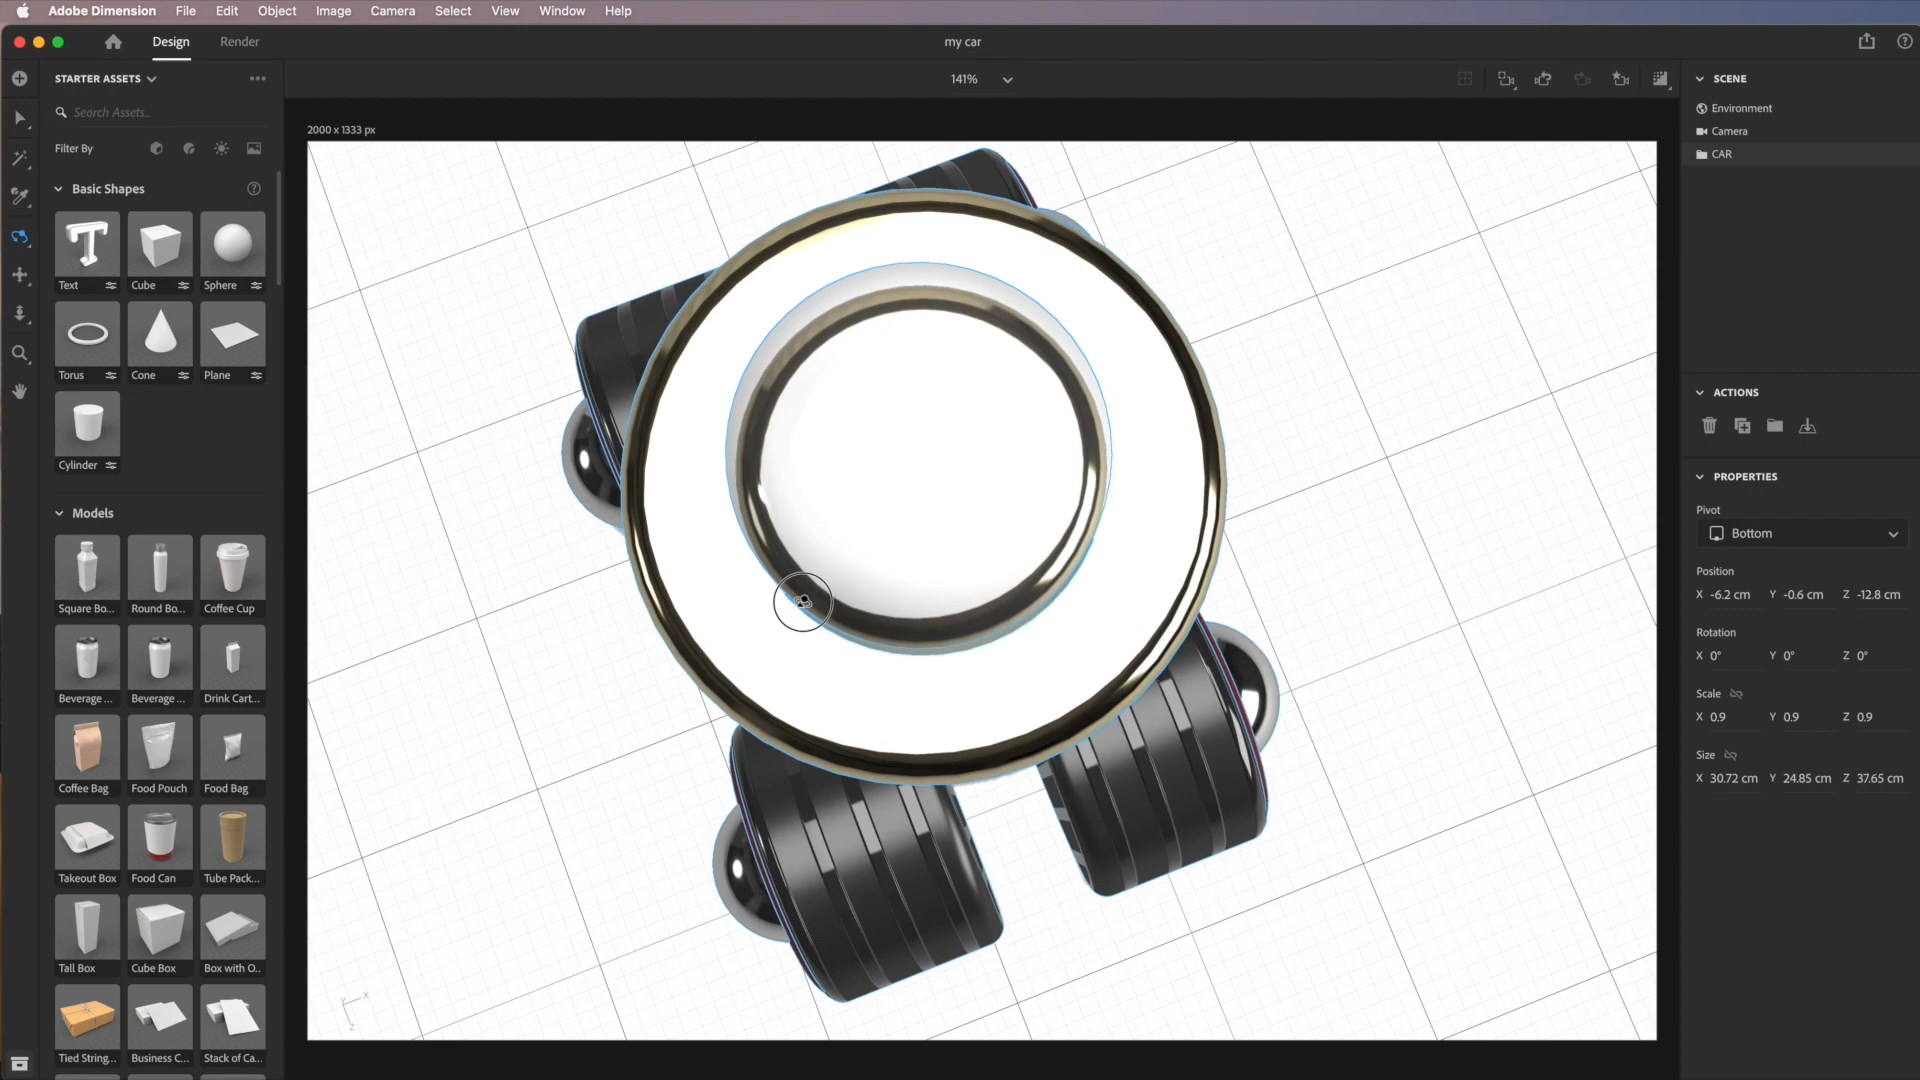 Adobe Dimension File Edit Object Image Camera Select View Window Help
Design Render my car
STARTER ASSETS
141%
Search Assets...
Filter By
Basic Shapes
Text Cube Sphere
Torus Cone Plane
Cylinder
Models
Square Bo... Round Bo... Coffee Cup
Beverage ... Beverage ... Drink Cart...
Coffee Bag Food Pouch Food Bag
Takeout Box Food Can Tube Pack...
Tall Box Cube Box Box with O..
Tied String... Business C... Stack of Ca...
2000 x 1333 px
Y X
Z
SCENE
Environment
Camera
CAR
ACTIONS
PROPERTIES
Pivot
Bottom
Position
X -6.2 cm Y -0.6 cm Z -12.8 cm
Rotation
X 0° Y 0° Z 0°
Scale
X 0.9 Y 0.9 Z 0.9
Size
X 30.72 cm Y 24.85 cm Z 37.65 cm